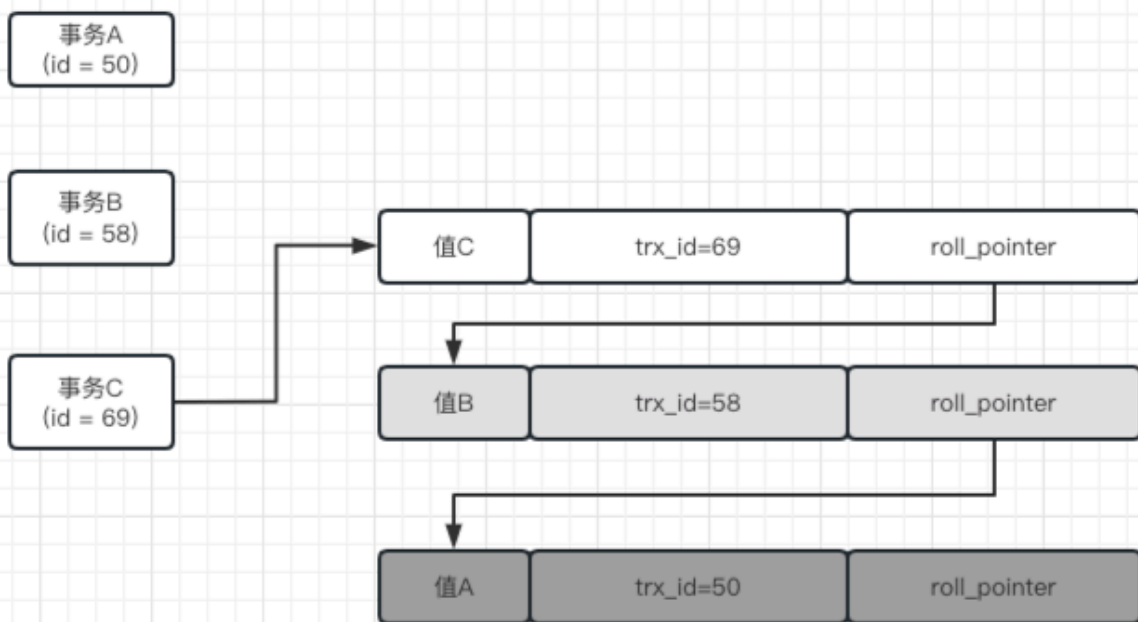 事务A
(id = 50)
事务B
(id = 58)
值C trx_id=69 roll_pointer
事务C
(id = 69)
值B trx_id=58 roll_pointer
值A trx_id=50 roll_pointer